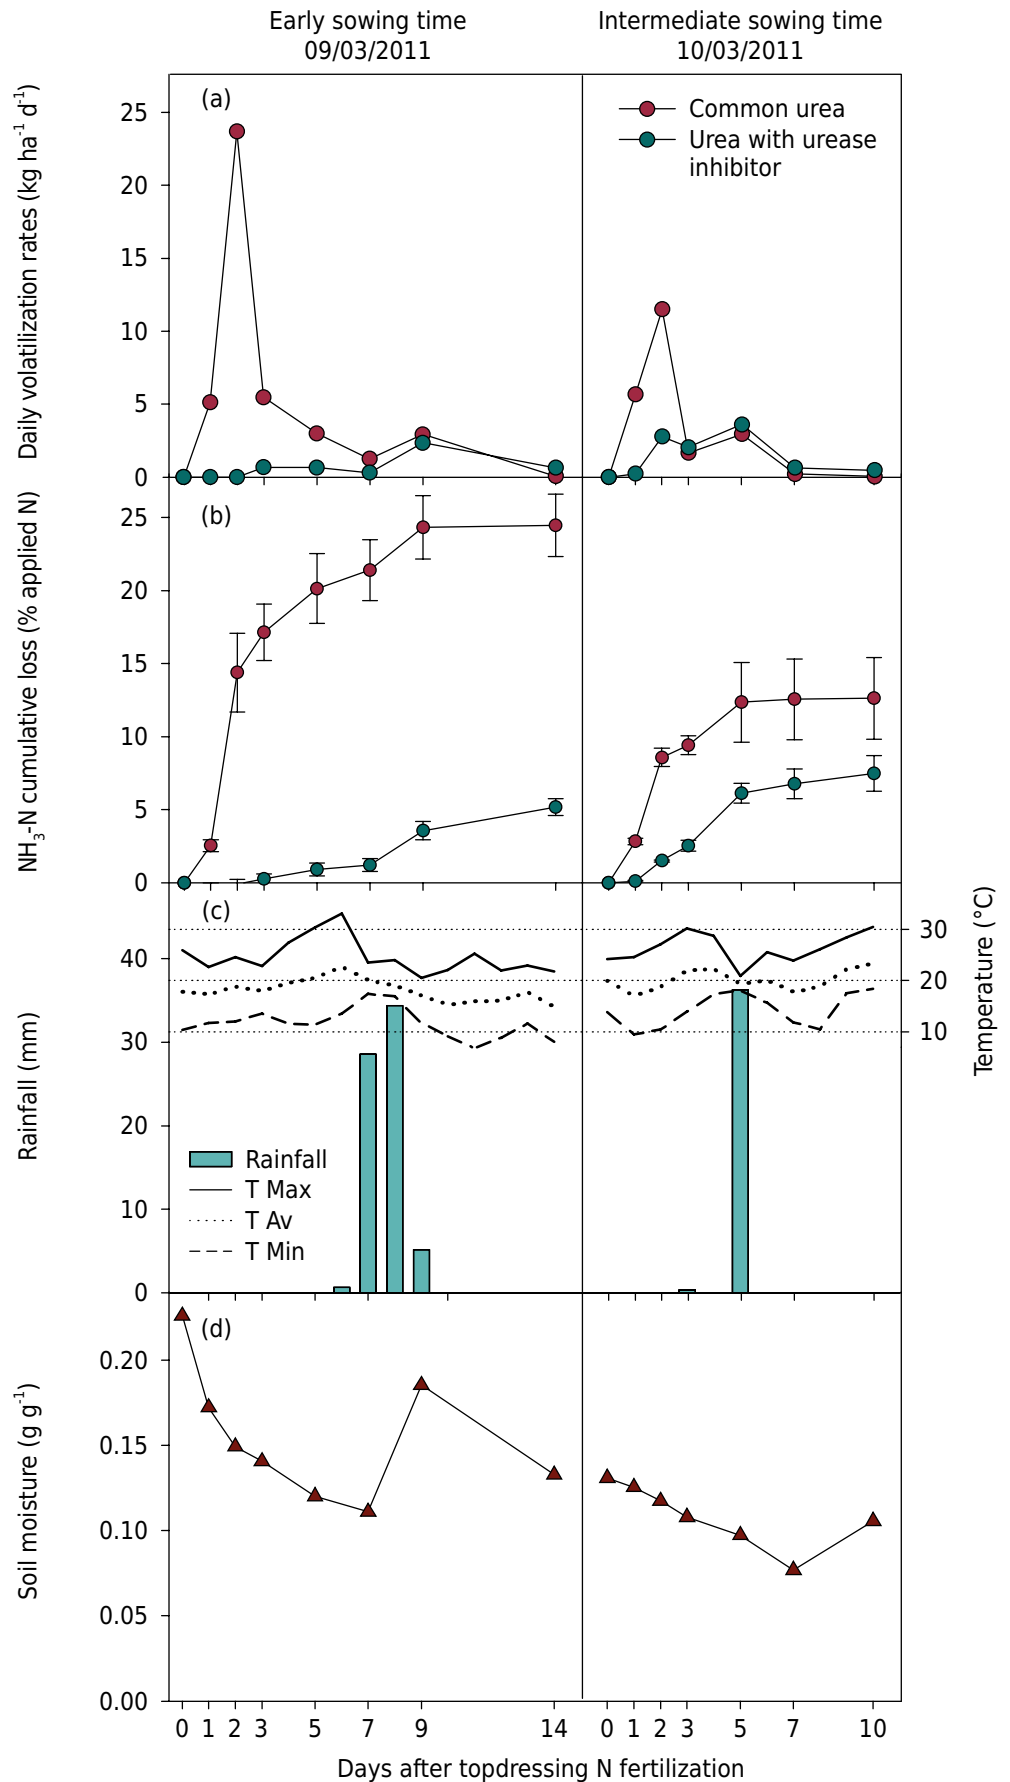 Early sowing time
09/03/2011
Intermediate sowing time
10/03/2011
Daily volatilization rates (kg ha⁻¹ d⁻¹)
(a)
25
20
15
10
5
0
Common urea
Urea with urease
inhibitor
NH₃-N cumulative loss (% applied N)
(b)
25
20
15
10
5
0
Rainfall (mm)
(c)
40
30
20
10
0
Rainfall
T Max
T Av
T Min
30
20
10
Temperature (°C)
Soil moisture (g g⁻¹)
(d)
0.20
0.15
0.10
0.05
0.00
0 1 2 3 5 7 9 14 0 1 2 3 5 7 10
Days after topdressing N fertilization